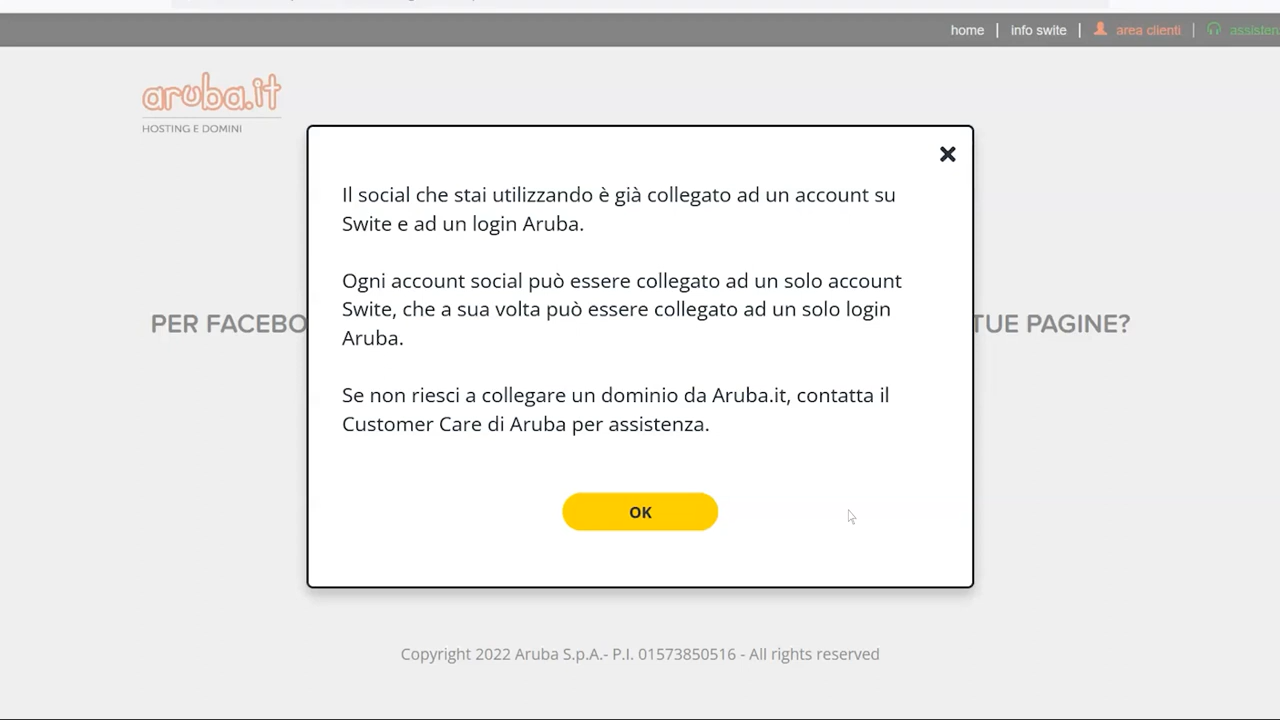 home | info swite | area clienti |
aruba.it
HOSTING E DOMINI
Il social che stai utilizzando è già collegato ad un account su
Swite e ad un login Aruba.
Ogni account social può essere collegato ad un solo account
Swite, che a sua volta può essere collegato ad un solo login
Aruba.
PER
TUE PAGINE?
Se non riesci a collegare un dominio da Aruba.it, contatta il
Customer Care di Aruba per assistenza.
OK
Copyright 2022 Aruba S.p.A.- P.I. 01573850516 - All rights reserved